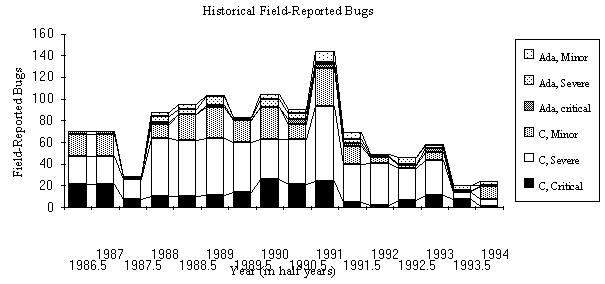 Historical Field-Reported Bugs
160
140
120
100
80
60
40
20
0
Field-Reported Bugs
Ada, Minor
Ada, Severe
Ada, critical
C, Minor
C, Severe
C, Critical
1987 1988 1989 1990 1991 1992 1993 1994
1986.5 1987.5 1988.5 1989.5 1990.5 1991.5 1992.5 1993.5
Year (in half years)